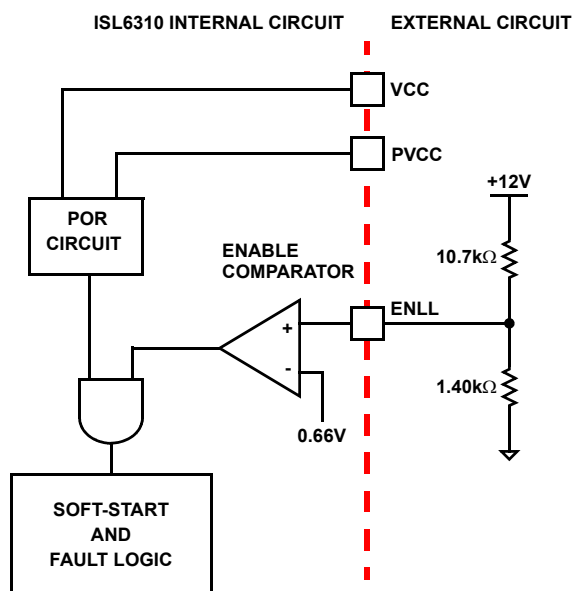 ISL6310 INTERNAL CIRCUIT
EXTERNAL CIRCUIT
VCC
PVCC
+12V
POR
CIRCUIT
10.7kΩ
ENABLE
COMPARATOR
ENLL
+
-
1.40kΩ
0.66V
SOFT-START
AND
FAULT LOGIC